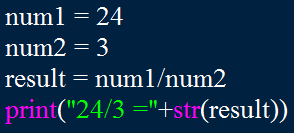 num1 = 24
num2 = 3
result = num1/num2
print("24/3 ="+str(result))